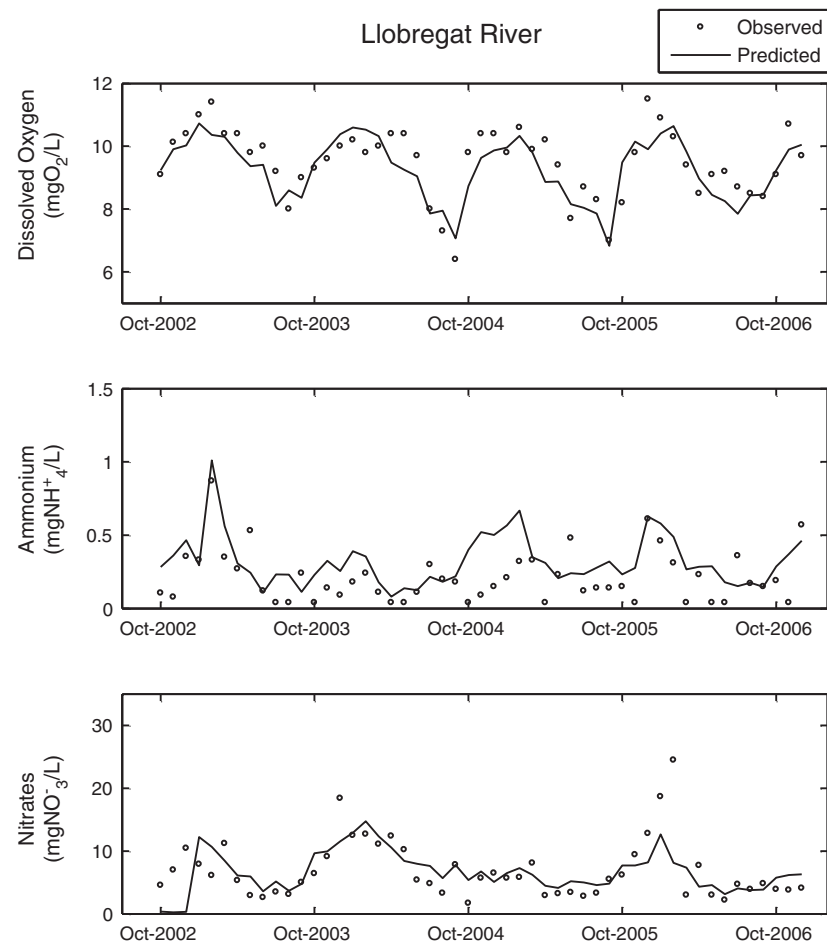 Llobregat River
Observed
Predicted
Dissolved Oxygen
(mgO2/L)
12
10
8
6
Oct-2002
Oct-2003
Oct-2004
Oct-2005
Oct-2006
Ammonium
(mgNH+4/L)
1.5
1
0.5
0
Oct-2002
Oct-2003
Oct-2004
Oct-2005
Oct-2006
Nitrates
(mgNO-3/L)
30
20
10
0
Oct-2002
Oct-2003
Oct-2004
Oct-2005
Oct-2006